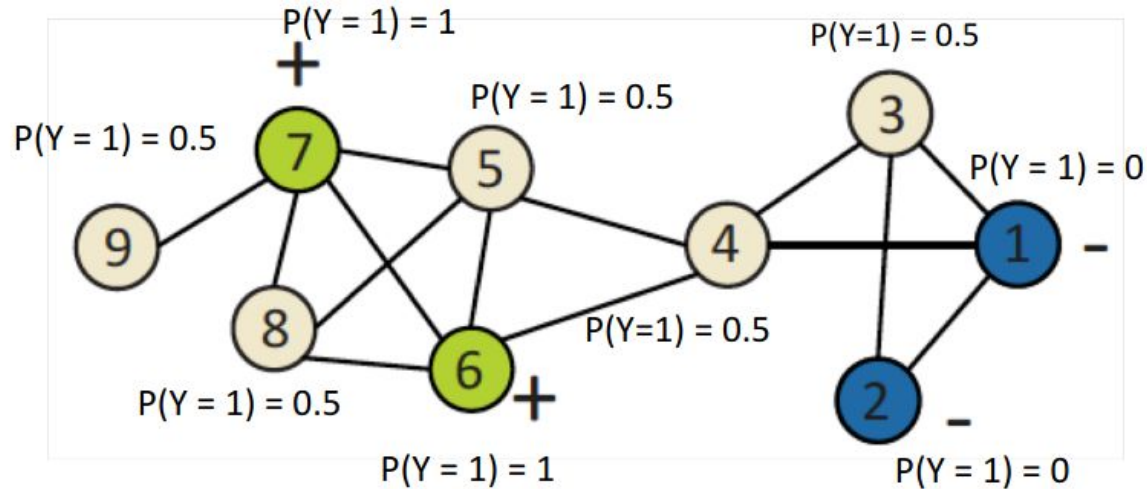 P(Y = 1) = 1
+
P(Y=1) = 0.5
P(Y = 1) = 0.5
P(Y = 1) = 0.5
7
5
3
P(Y = 1) = 0
9
4
1
-
8
P(Y=1) = 0.5
6
+
2
-
P(Y = 1) = 0.5
P(Y = 1) = 1
P(Y = 1) = 0